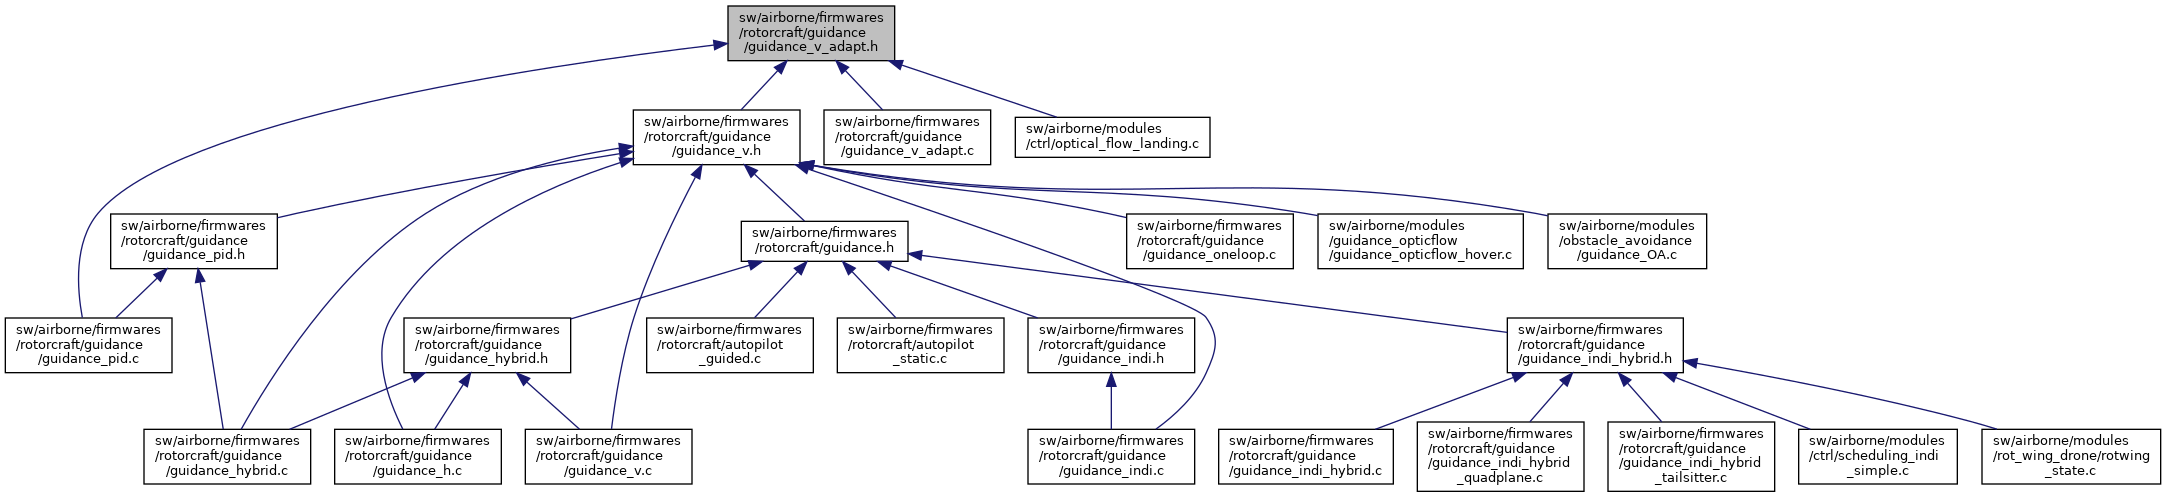 sw/airborne/firmwares
/rotorcraft/guidance
/guidance_v_adapt.h
sw/airborne/firmwares
/rotorcraft/guidance
/guidance_v.h
sw/airborne/firmwares
/rotorcraft/guidance
/guidance_v_adapt.c
sw/airborne/modules
/ctrl/optical_flow_landing.c
sw/airborne/firmwares
/rotorcraft/guidance
/guidance_pid.h
sw/airborne/firmwares
/rotorcraft/guidance.h
sw/airborne/firmwares
/rotorcraft/guidance
/guidance_oneloop.c
sw/airborne/modules
/guidance_opticflow
/guidance_opticflow_hover.c
sw/airborne/modules
/obstacle_avoidance
/guidance_OA.c
sw/airborne/firmwares
/rotorcraft/guidance
/guidance_pid.c
sw/airborne/firmwares
/rotorcraft/guidance
/guidance_hybrid.h
sw/airborne/firmwares
/rotorcraft/autopilot
_guided.c
sw/airborne/firmwares
/rotorcraft/autopilot
_static.c
sw/airborne/firmwares
/rotorcraft/guidance
/guidance_indi.h
sw/airborne/firmwares
/rotorcraft/guidance
/guidance_indi_hybrid.h
sw/airborne/firmwares
/rotorcraft/guidance
/guidance_hybrid.c
sw/airborne/firmwares
/rotorcraft/guidance
/guidance_h.c
sw/airborne/firmwares
/rotorcraft/guidance
/guidance_v.c
sw/airborne/firmwares
/rotorcraft/guidance
/guidance_indi.c
sw/airborne/firmwares
/rotorcraft/guidance
/guidance_indi_hybrid.c
sw/airborne/firmwares
/rotorcraft/guidance
/guidance_indi_hybrid
_quadplane.c
sw/airborne/firmwares
/rotorcraft/guidance
/guidance_indi_hybrid
_tailsitter.c
sw/airborne/modules
/ctrl/scheduling_indi
_simple.c
sw/airborne/modules
/rot_wing_drone/rotwing
_state.c